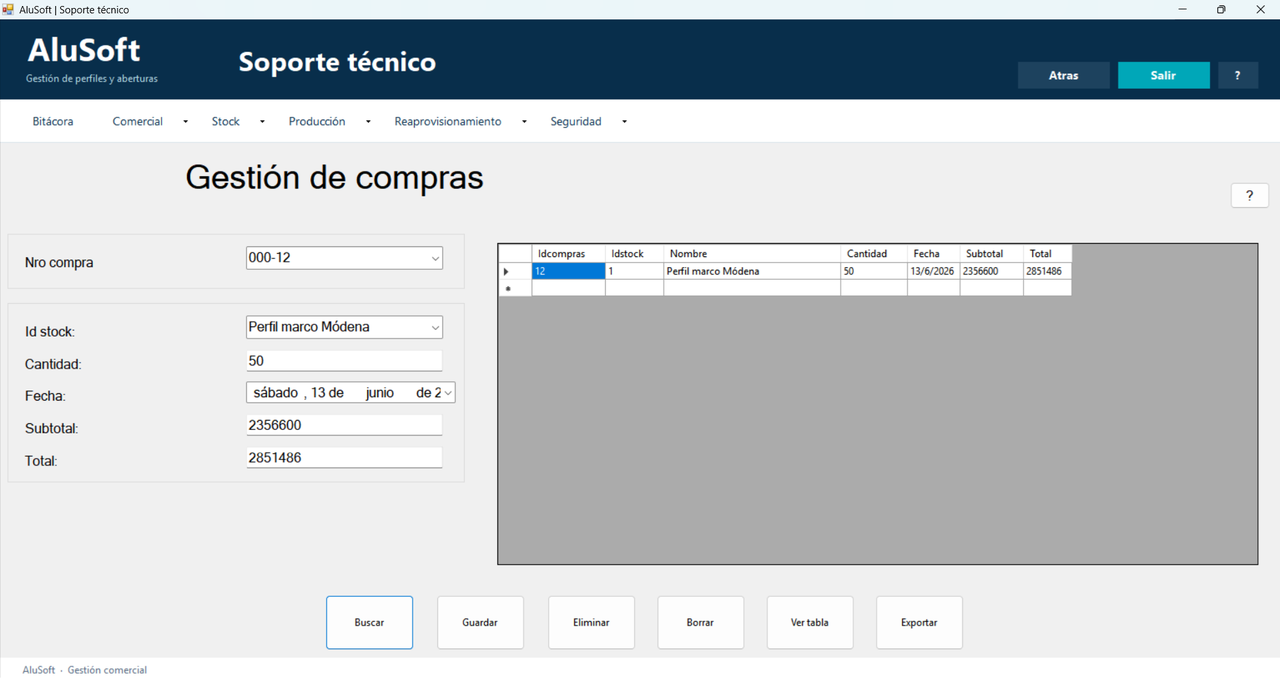 AluSoft | Soporte técnico
AluSoft
Gestión de perfiles y aberturas
Soporte técnico
Atras
Salir
?
Bitácora Comercial Stock Producción Reaprovisionamiento Seguridad
Gestión de compras
?
Nro compra 000-12
Id stock: Perfil marco Módena
Cantidad: 50
Fecha: sábado , 13 de junio de 2
Subtotal: 2356600
Total: 2851486
Idcompras Idstock Nombre Cantidad Fecha Subtotal Total
12 1 Perfil marco Módena 50 13/6/2026 2356600 2851486
Buscar Guardar Eliminar Borrar Ver tabla Exportar
AluSoft · Gestión comercial